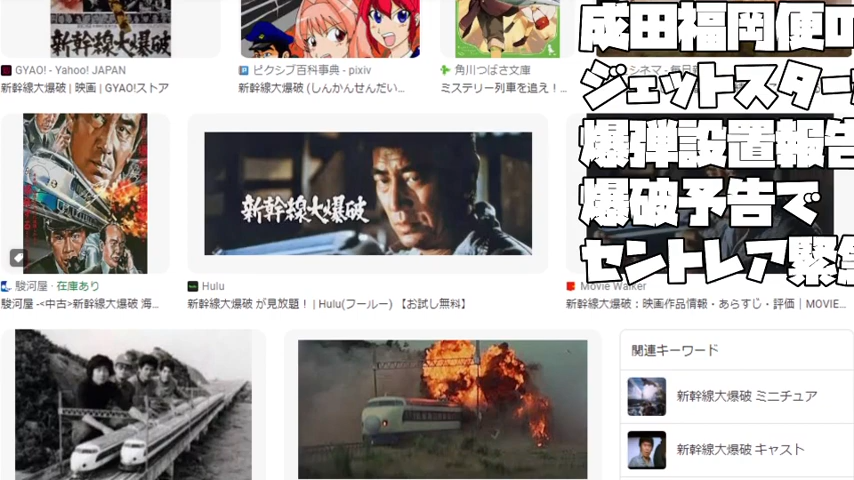 新幹線大爆破
成田福岡便の
ジェットスター
爆弾設置報告
爆破予告で
セントレア緊急
GYAO! - Yahoo! JAPAN
新幹線大爆破 | 映画 | GYAO!ストア
ピクシブ百科事典 - pixiv
新幹線大爆破 (しんかんせんだい...
角川つばさ文庫
ミステリー列車を追え！...
シネマ - 毎日新
新幹線大爆破
駿河屋 · 在庫あり
駿河屋 -<中古>新幹線大爆破 海...
Hulu
新幹線大爆破 が見放題！ | Hulu(フールー) 【お試し無料】
Movie Walker
新幹線大爆破：映画作品情報・あらすじ・評価｜MOVIE...
関連キーワード
新幹線大爆破 ミニチュア
新幹線大爆破 キャスト